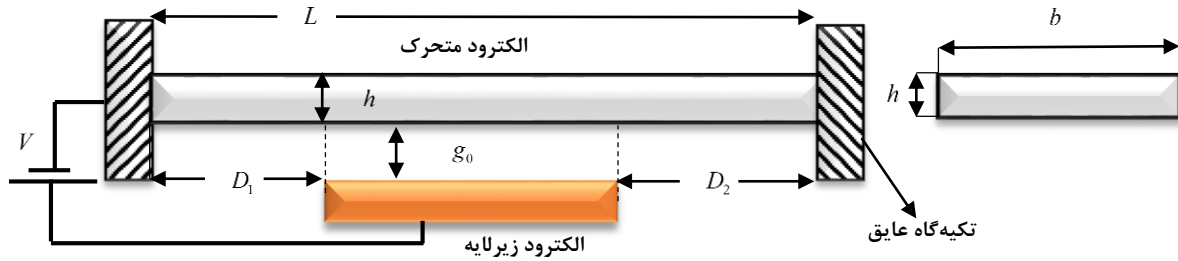 L
الکترود متحرک
b
h
h
V
g₀
D₁
D₂
الکترود زیرلایه
تکیه‌گاه عایق